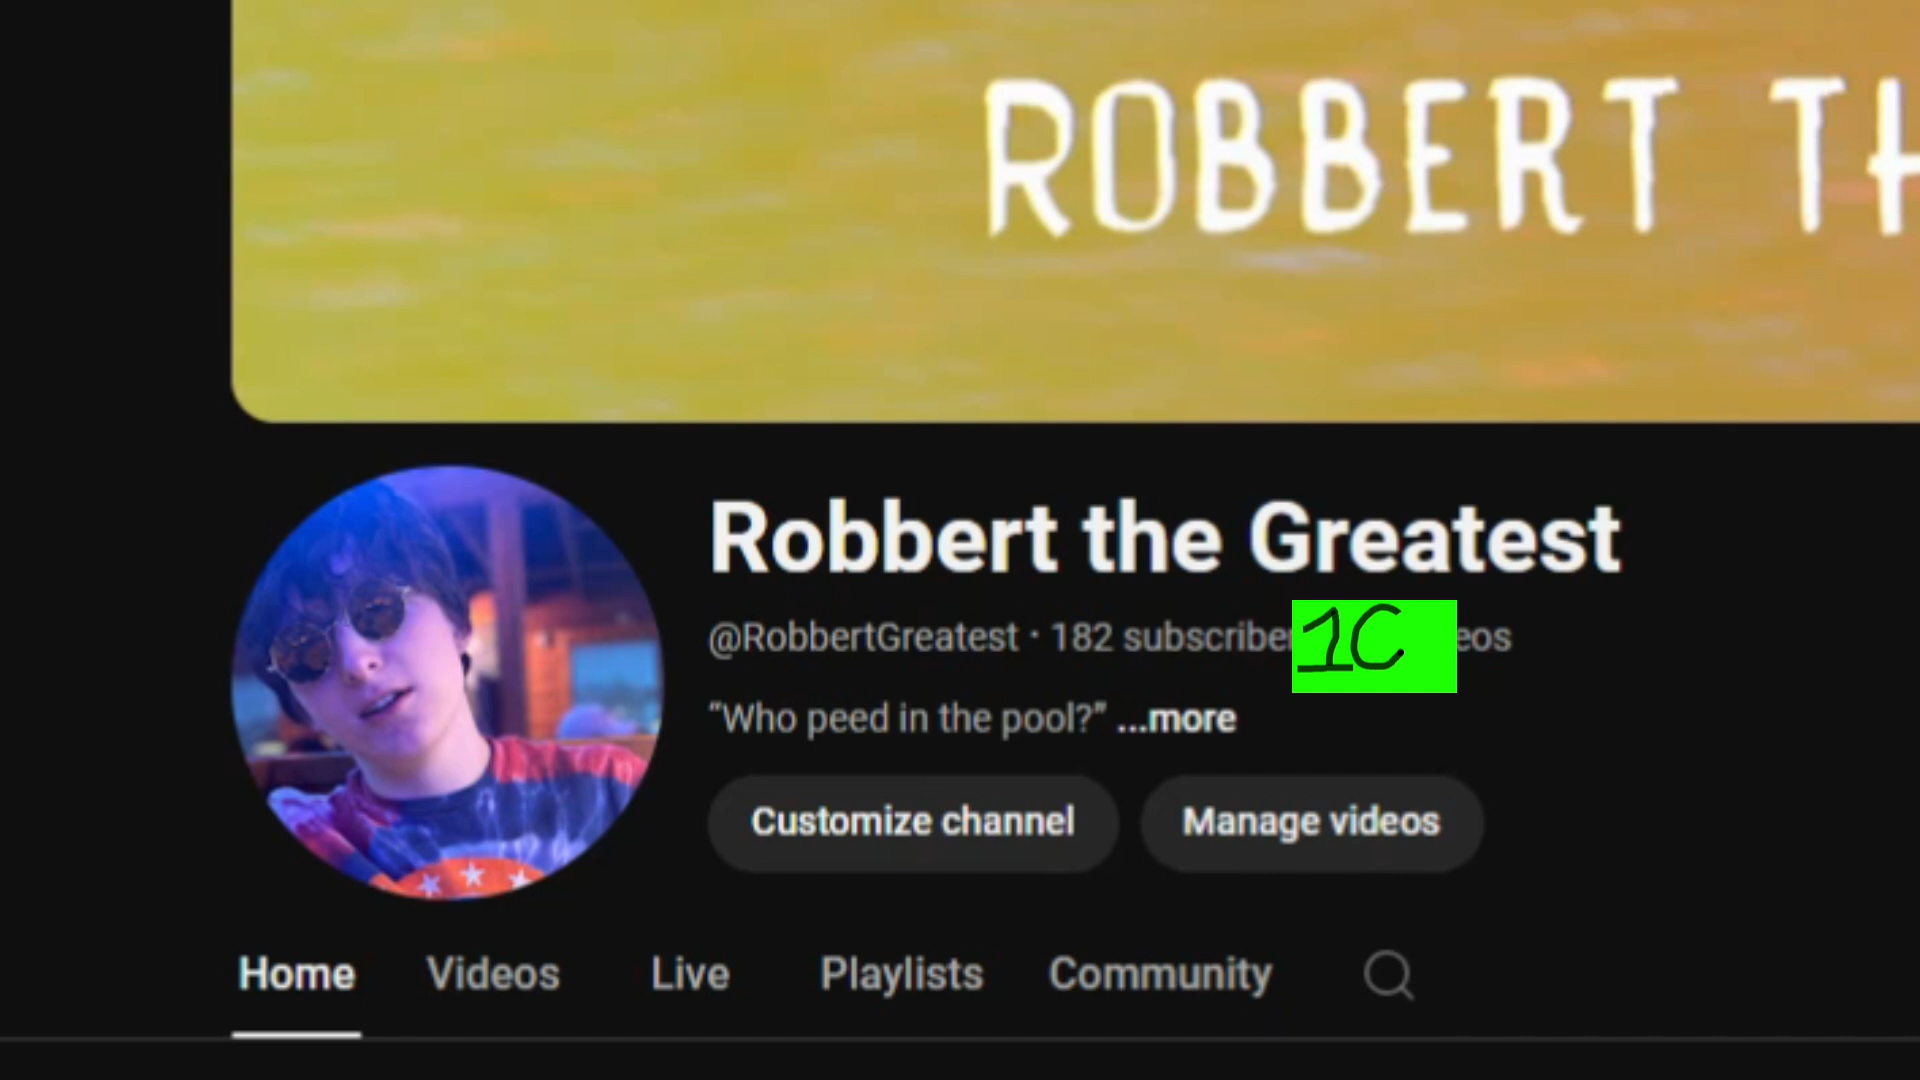 ROBBERT TH
Robbert the Greatest
@RobbertGreatest · 182 subscriber 1C eos
“Who peed in the pool?” ...more
Customize channel Manage videos
Home Videos Live Playlists Community